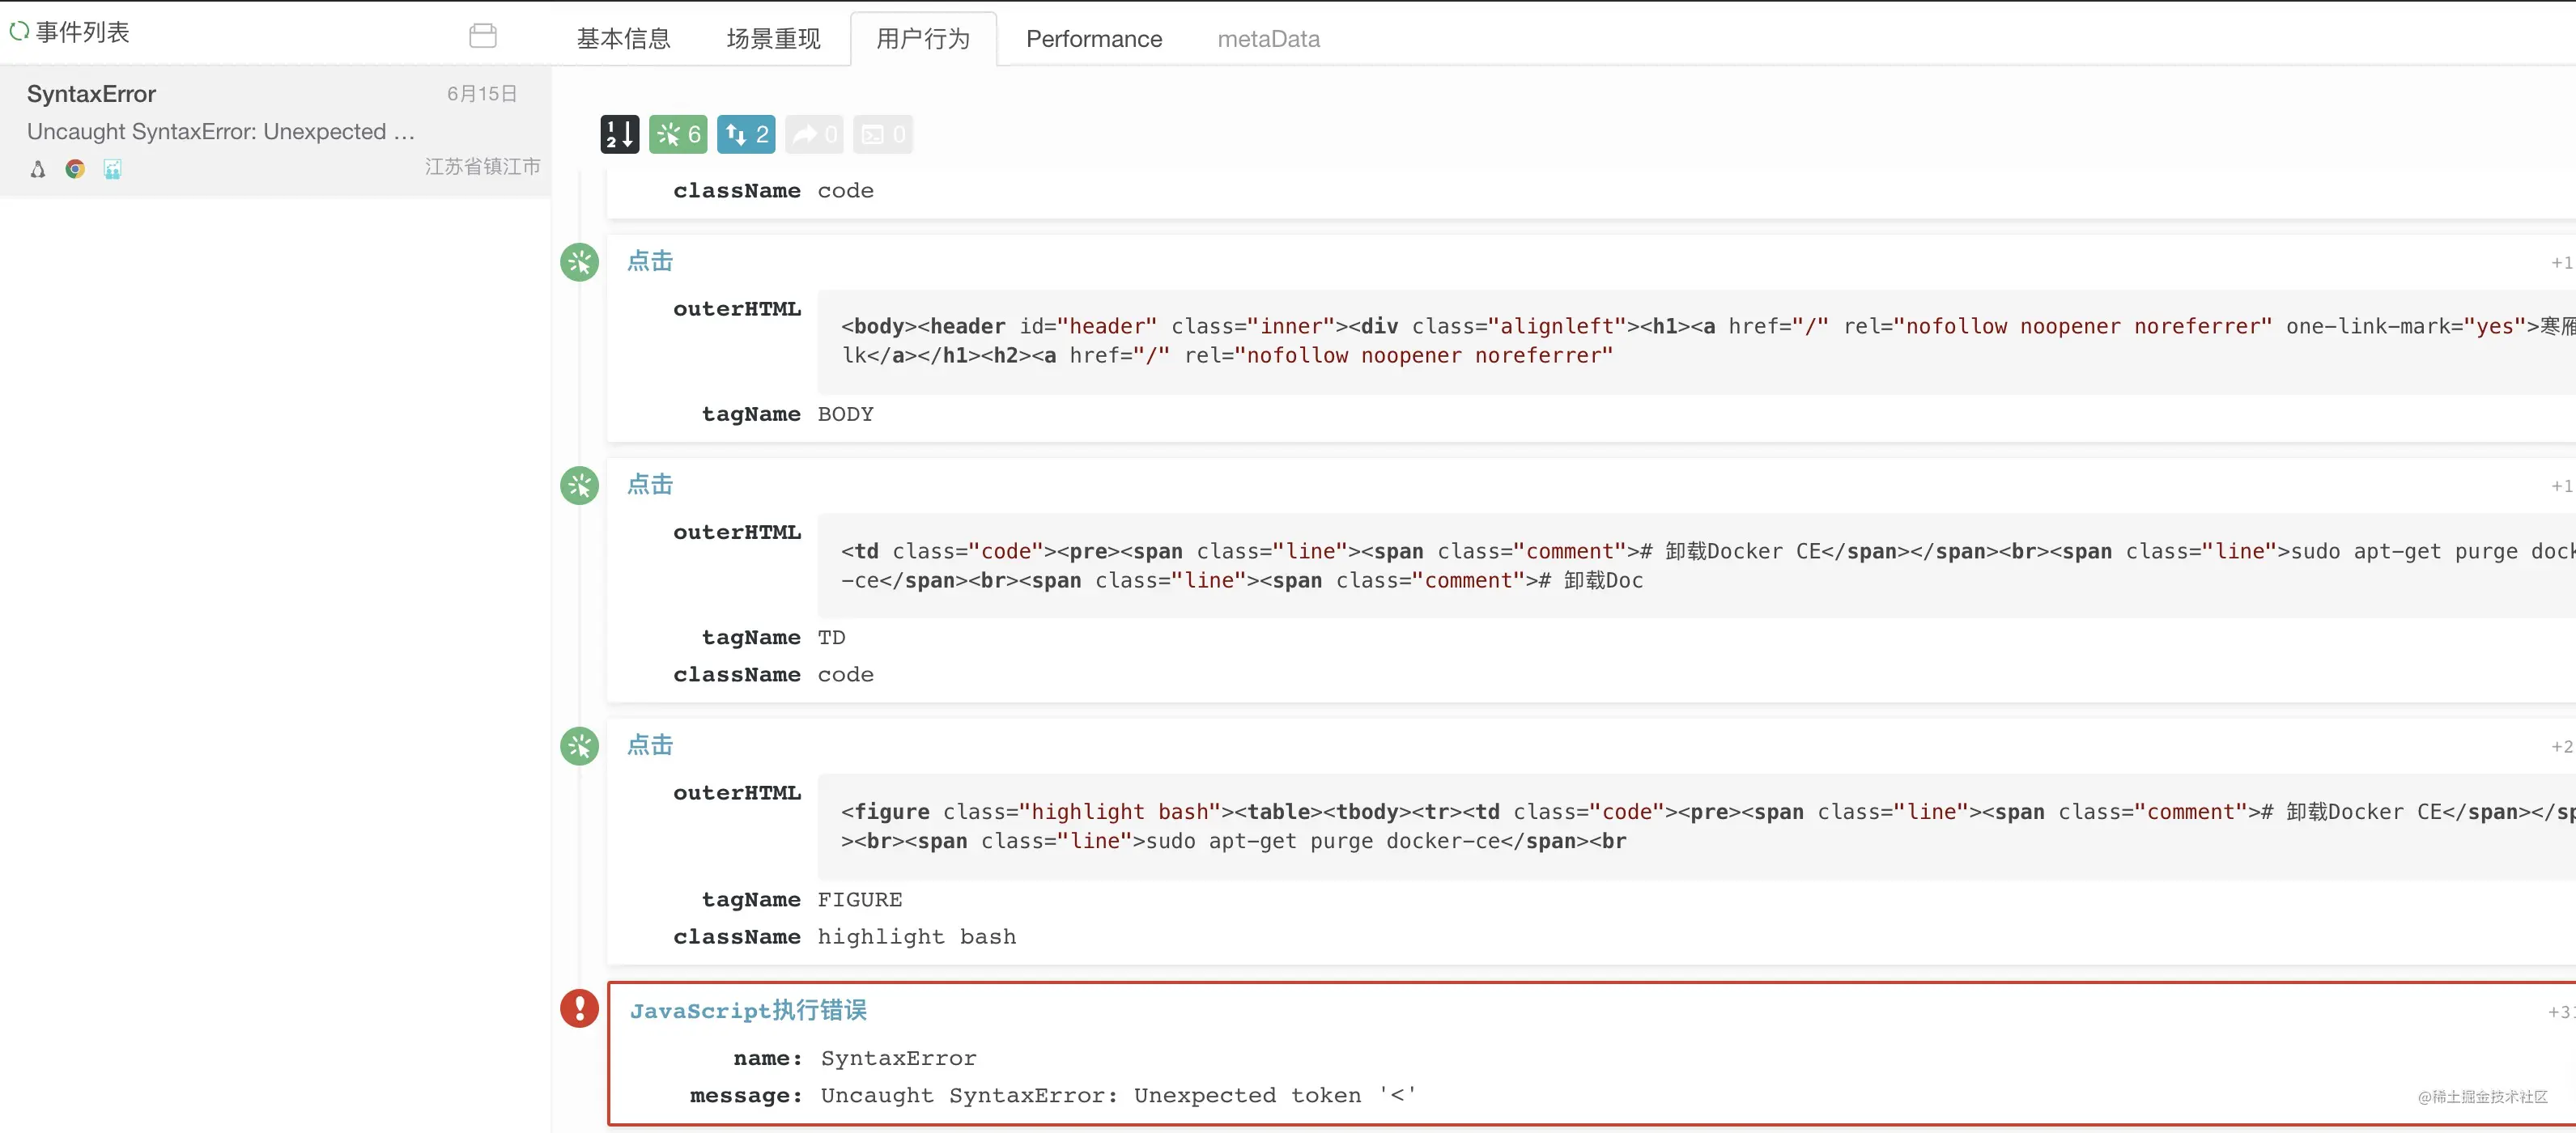 事件列表
基本信息 场景重现 用户行为 Performance metaData
SyntaxError 6月15日
Uncaught SyntaxError: Unexpected ...
江苏省镇江市
6 2 0 0
className code
点击 +1
outerHTML
<body><header id="header" class="inner"><div class="alignleft"><h1><a href="/" rel="nofollow noopener noreferrer" one-link-mark="yes">寒雁
lk</a></h1><h2><a href="/" rel="nofollow noopener noreferrer"
tagName BODY
点击 +1
outerHTML
<td class="code"><pre><span class="line"><span class="comment"># 卸载Docker CE</span></span><br><span class="line">sudo apt-get purge dock
-ce</span><br><span class="line"><span class="comment"># 卸载Doc
tagName TD
className code
点击 +2
outerHTML
<figure class="highlight bash"><table><tbody><tr><td class="code"><pre><span class="line"><span class="comment"># 卸载Docker CE</span></sp
><br><span class="line">sudo apt-get purge docker-ce</span><br
tagName FIGURE
className highlight bash
JavaScript执行错误 +31
name: SyntaxError
message: Uncaught SyntaxError: Unexpected token '<'
@稀土掘金技术社区